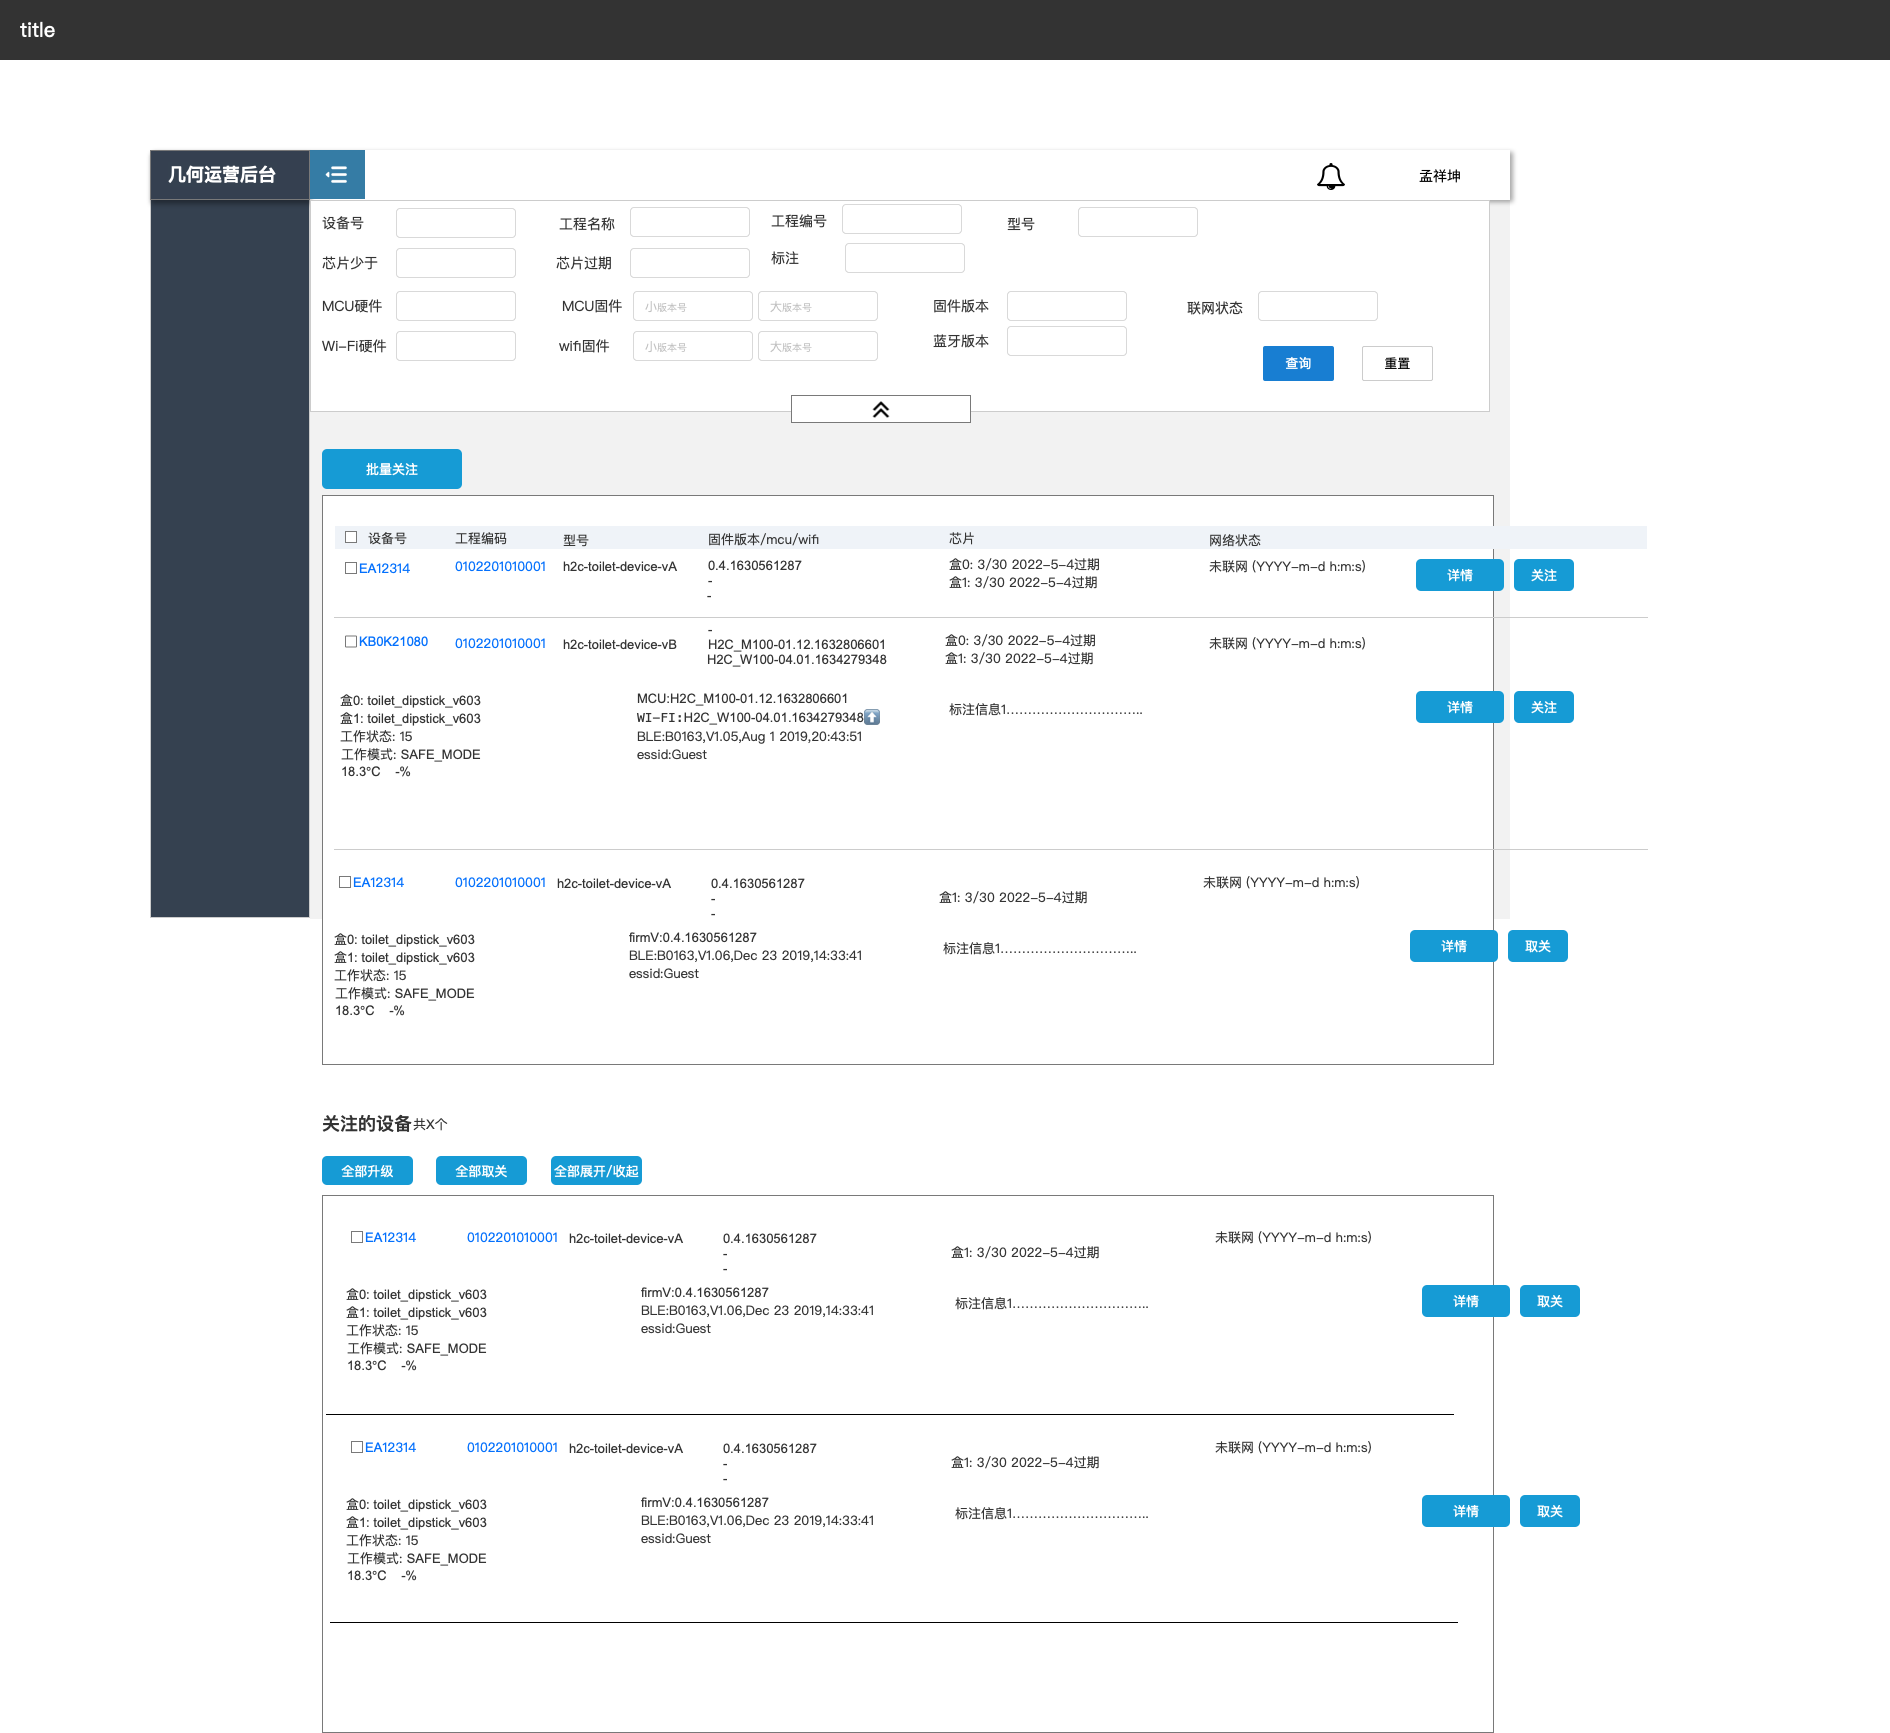 title
几何运营后台
孟祥坤
设备号 工程名称 工程编号 型号
芯片少于 芯片过期 标注
MCU硬件 MCU固件 小版本号 大版本号 固件版本 联网状态
Wi-Fi硬件 wifi固件 小版本号 大版本号 蓝牙版本
查询 重置
批量关注
设备号 工程编码 型号 固件版本/mcu/wifi 芯片 网络状态
EA12314 0102201010001 h2c-toilet-device-vA 0.4.1630561287 盒0: 3/30 2022-5-4过期 未联网 (YYYY-m-d h:m:s)
- 盒1: 3/30 2022-5-4过期 详情 关注
-
-
KB0K21080 0102201010001 h2c-toilet-device-vB H2C_M100-01.12.1632806601 盒0: 3/30 2022-5-4过期 未联网 (YYYY-m-d h:m:s)
H2C_W100-04.01.1634279348 盒1: 3/30 2022-5-4过期
盒0: toilet_dipstick_v603 MCU:H2C_M100-01.12.1632806601
盒1: toilet_dipstick_v603 WI-FI:H2C_W100-04.01.1634279348 标注信息1………………………….. 详情 关注
工作状态: 15 BLE:B0163,V1.05,Aug 1 2019,20:43:51
工作模式: SAFE_MODE essid:Guest
18.3°C -%
EA12314 0102201010001 h2c-toilet-device-vA 0.4.1630561287 未联网 (YYYY-m-d h:m:s)
- 盒1: 3/30 2022-5-4过期
-
盒0: toilet_dipstick_v603 firmV:0.4.1630561287
盒1: toilet_dipstick_v603 BLE:B0163,V1.06,Dec 23 2019,14:33:41 标注信息1………………………….. 详情 取关
工作状态: 15 essid:Guest
工作模式: SAFE_MODE
18.3°C -%
关注的设备共X个
全部升级 全部取关 全部展开/收起
EA12314 0102201010001 h2c-toilet-device-vA 0.4.1630561287 未联网 (YYYY-m-d h:m:s)
- 盒1: 3/30 2022-5-4过期
-
盒0: toilet_dipstick_v603 firmV:0.4.1630561287
盒1: toilet_dipstick_v603 BLE:B0163,V1.06,Dec 23 2019,14:33:41 标注信息1………………………….. 详情 取关
工作状态: 15 essid:Guest
工作模式: SAFE_MODE
18.3°C -%
EA12314 0102201010001 h2c-toilet-device-vA 0.4.1630561287 未联网 (YYYY-m-d h:m:s)
- 盒1: 3/30 2022-5-4过期
-
盒0: toilet_dipstick_v603 firmV:0.4.1630561287
盒1: toilet_dipstick_v603 BLE:B0163,V1.06,Dec 23 2019,14:33:41 标注信息1………………………….. 详情 取关
工作状态: 15 essid:Guest
工作模式: SAFE_MODE
18.3°C -%